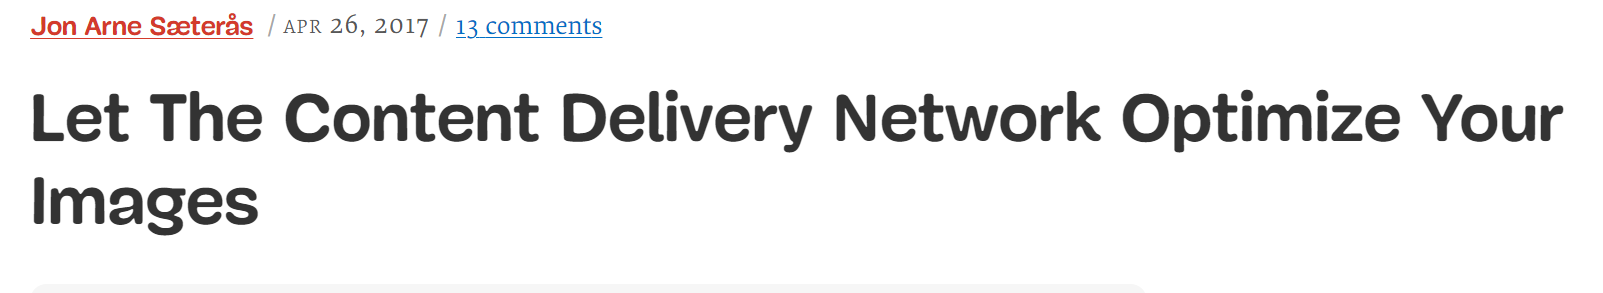 Jon Arne Sæterås / APR 26, 2017 / 13 comments
Let The Content Delivery Network Optimize Your
Images